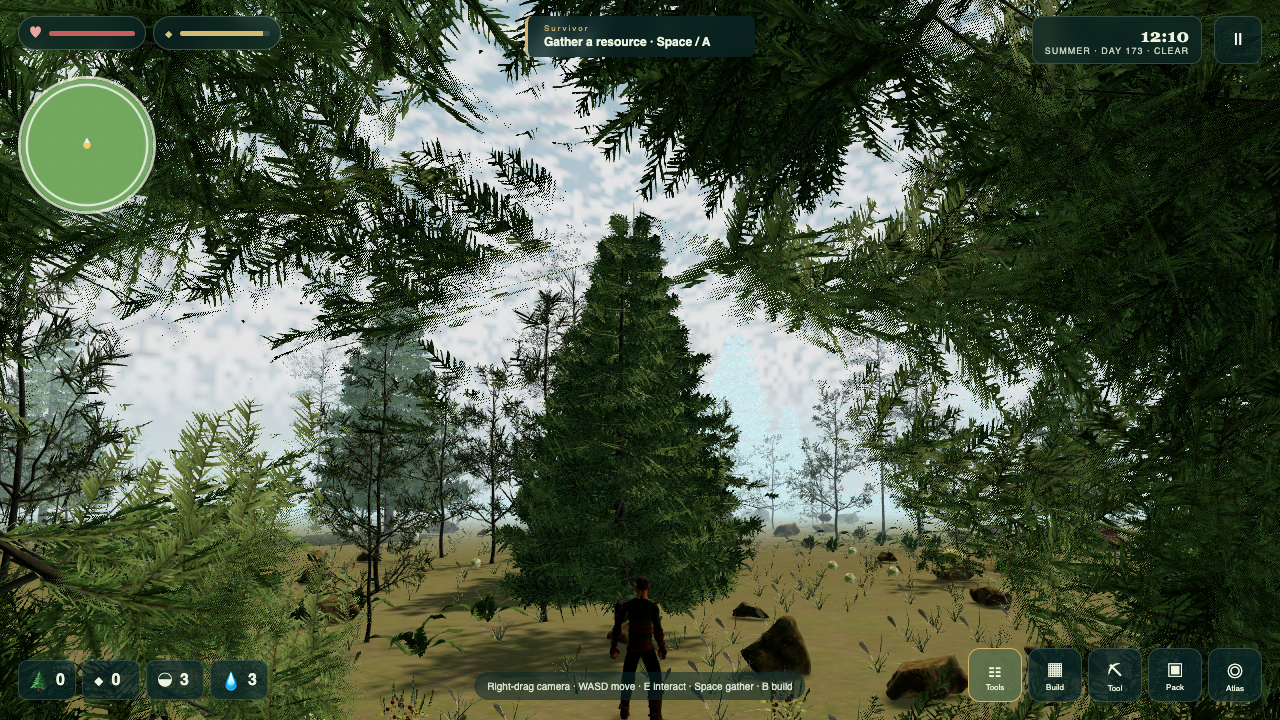 Survivor
Gather a resource · Space / A
12:10
SUMMER · DAY 173 · CLEAR
0
0
3
3
Right-drag camera · WASD move · E interact · Space gather · B build
Tools
Build
Tool
Pack
Atlas